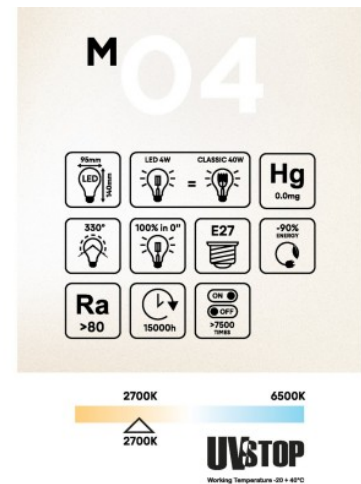 M
04
95mm
LED
140mm
LED 4W = CLASSIC 40W
Hg
0.0mg
330°
100% in 0"
E27
-90%
ENERGY
Ra
>80
15000h
ON
OFF
>7500
TIMES
2700K 6500K
2700K
UVSTOP
Working Temperature -20 + 40°C